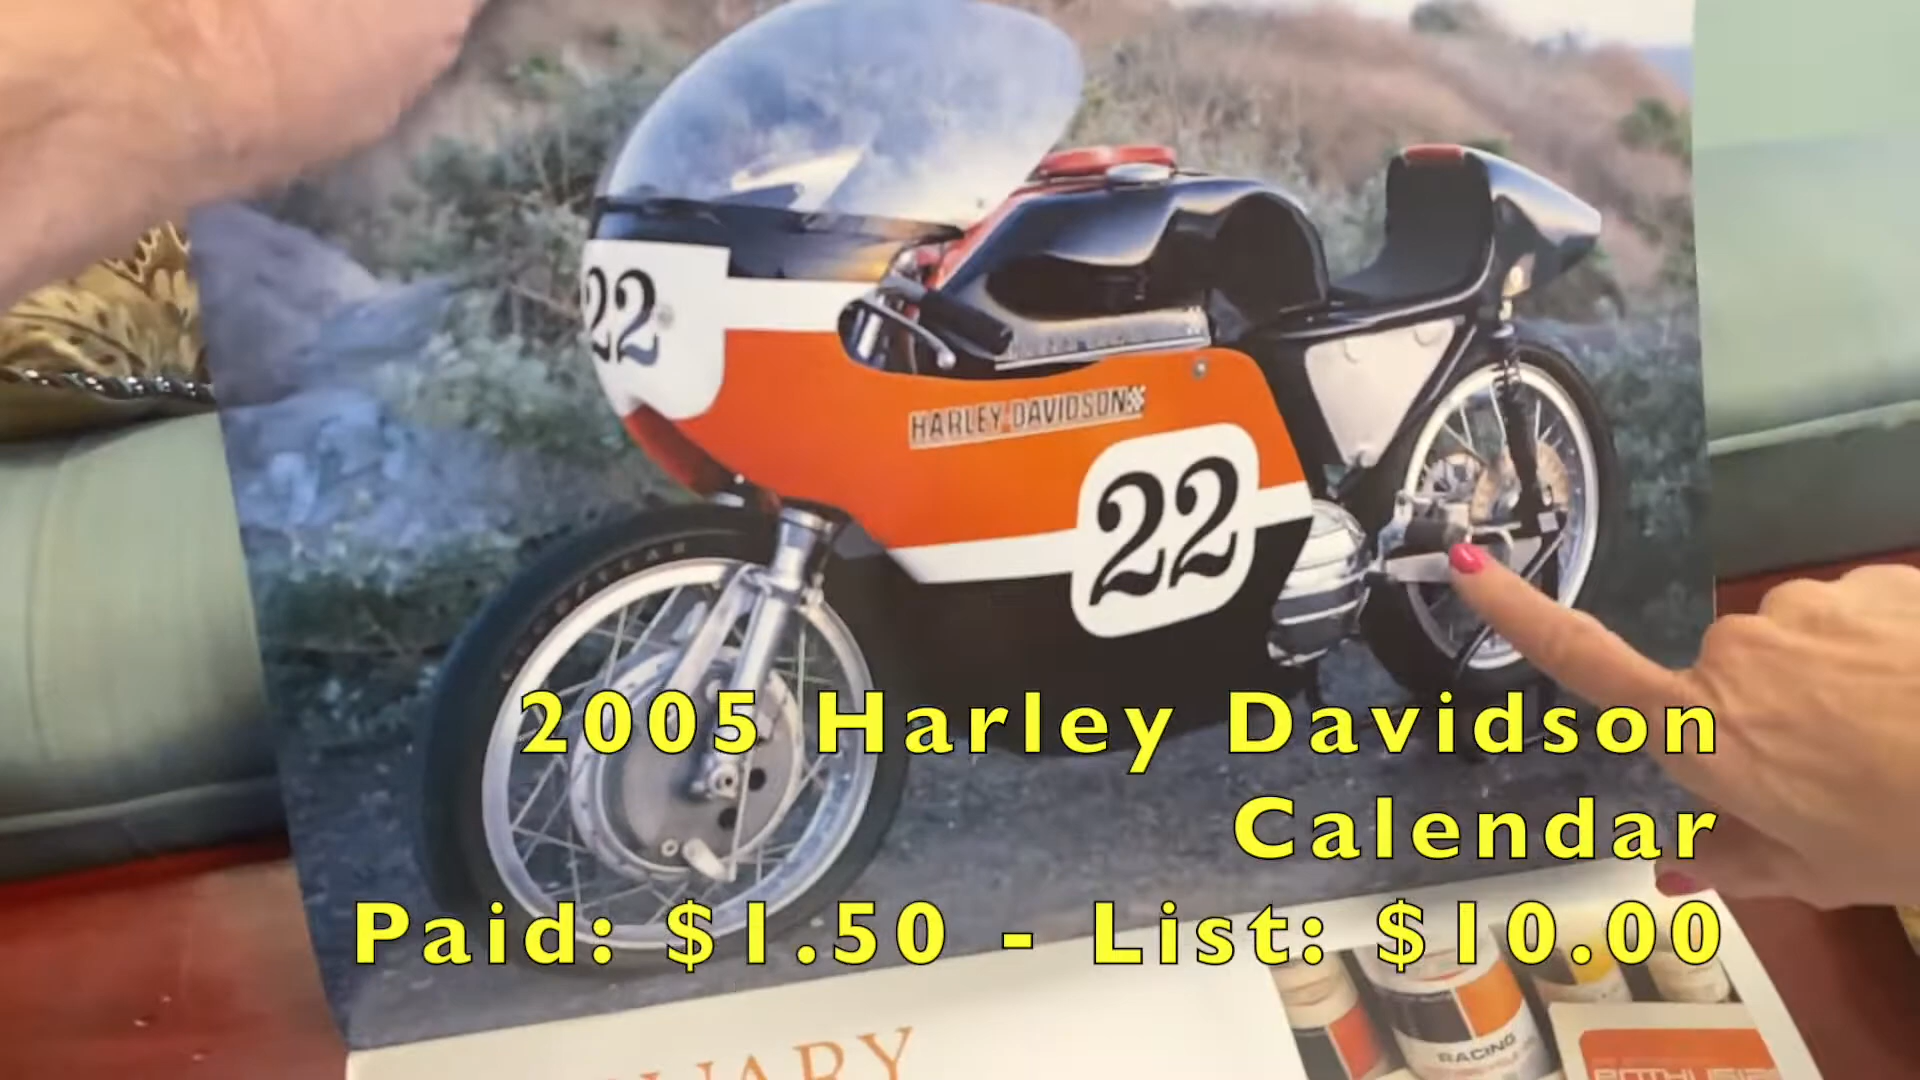 22
HARLEY-DAVIDSON
22
2005 Harley Davidson
Calendar
Paid: $1.50 - List: $10.00
RACING